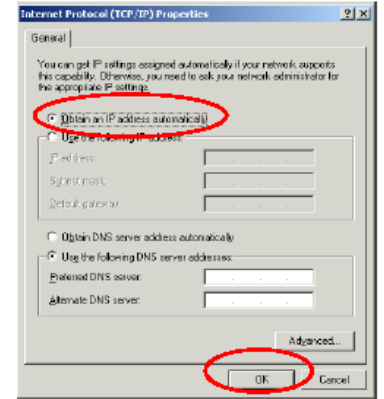 Internet Protocol (TCP/IP) Properties
General
You can get IP settings assigned automatically if your network supports
this capability. Otherwise, you need to ask your network administrator for
the appropriate IP settings.
Obtain an IP address automatically
Use the following IP address:
IP address:
Subnet mask:
Default gateway:
Obtain DNS server address automatically
Use the following DNS server addresses:
Preferred DNS server:
Alternate DNS server:
Advanced...
OK Cancel